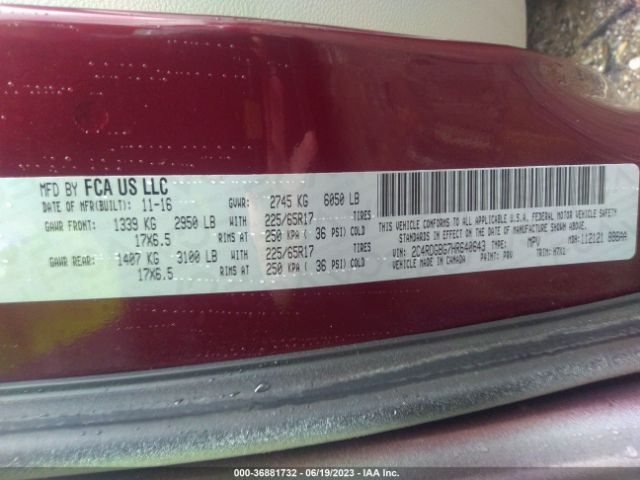 MFD BY FCA US LLC
DATE OF MFR(BUILT): 11-16 GVWR: 2745 KG 6050 LB
GAWR FRONT: 1339 KG 2950 LB WITH 225/65R17 TIRES
17X6.5 RIMS AT 250 KPA ( 36 PSI) COLD
GAWR REAR: 1407 KG 3100 LB WITH 225/65R17 TIRES
17X6.5 RIMS AT 250 KPA ( 36 PSI) COLD
THIS VEHICLE CONFORMS TO ALL APPLICABLE U.S. FEDERAL MOTOR VEHICLE SAFETY
STANDARDS IN EFFECT ON THE DATE OF MANUFACTURE SHOWN ABOVE.
VIN: 2C4RDGBG7HR640643 TYPE: MPV MDH: 112121
MADE IN CANADA PAINT: PRV TRIM: H7X1
000-36881732 — 06/19/2023 — IAA Inc.